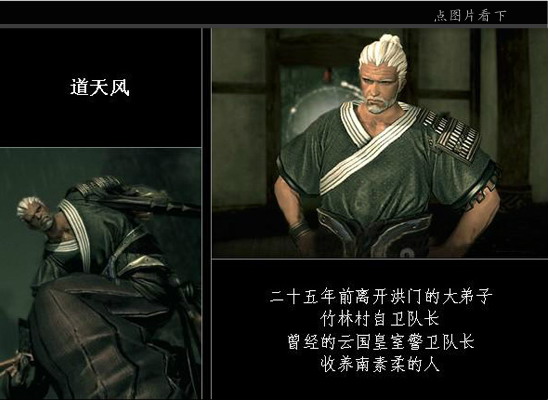 点图片看下
道天风
二十五年前离开洪门的大弟子
竹林村自卫队长
曾经的云国皇室警卫队长
收养南素柔的人